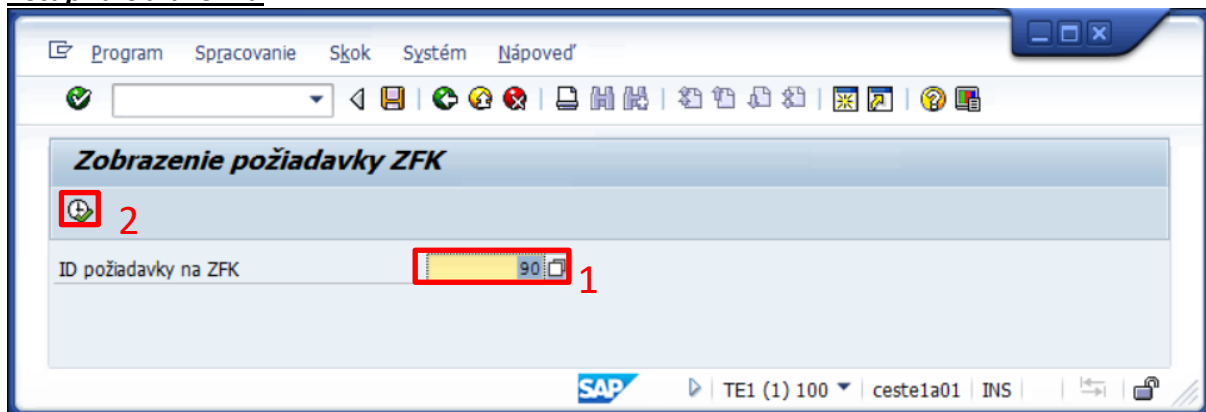 Program Spracovanie Skok Systém Nápoveď
Zobrazenie požiadavky ZFK
2
ID požiadavky na ZFK 90
1
SAP TE1 (1) 100 ceste1a01 INS